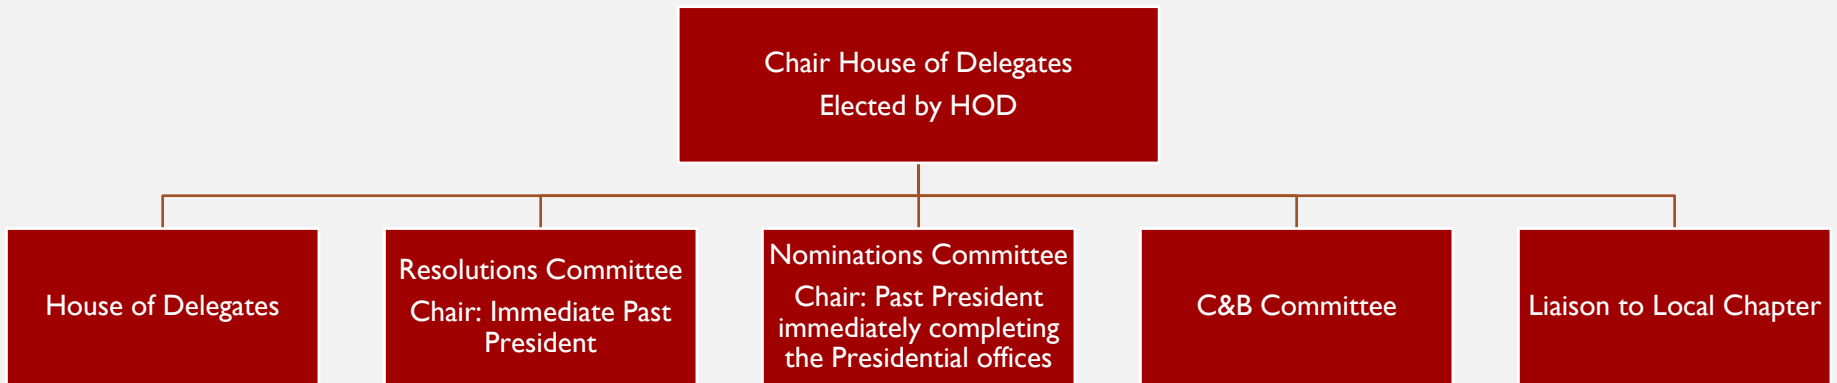 Chair House of Delegates
Elected by HOD
House of Delegates
Resolutions Committee
Chair: Immediate Past
President
Nominations Committee
Chair: Past President
immediately completing
the Presidential offices
C&B Committee
Liaison to Local Chapter